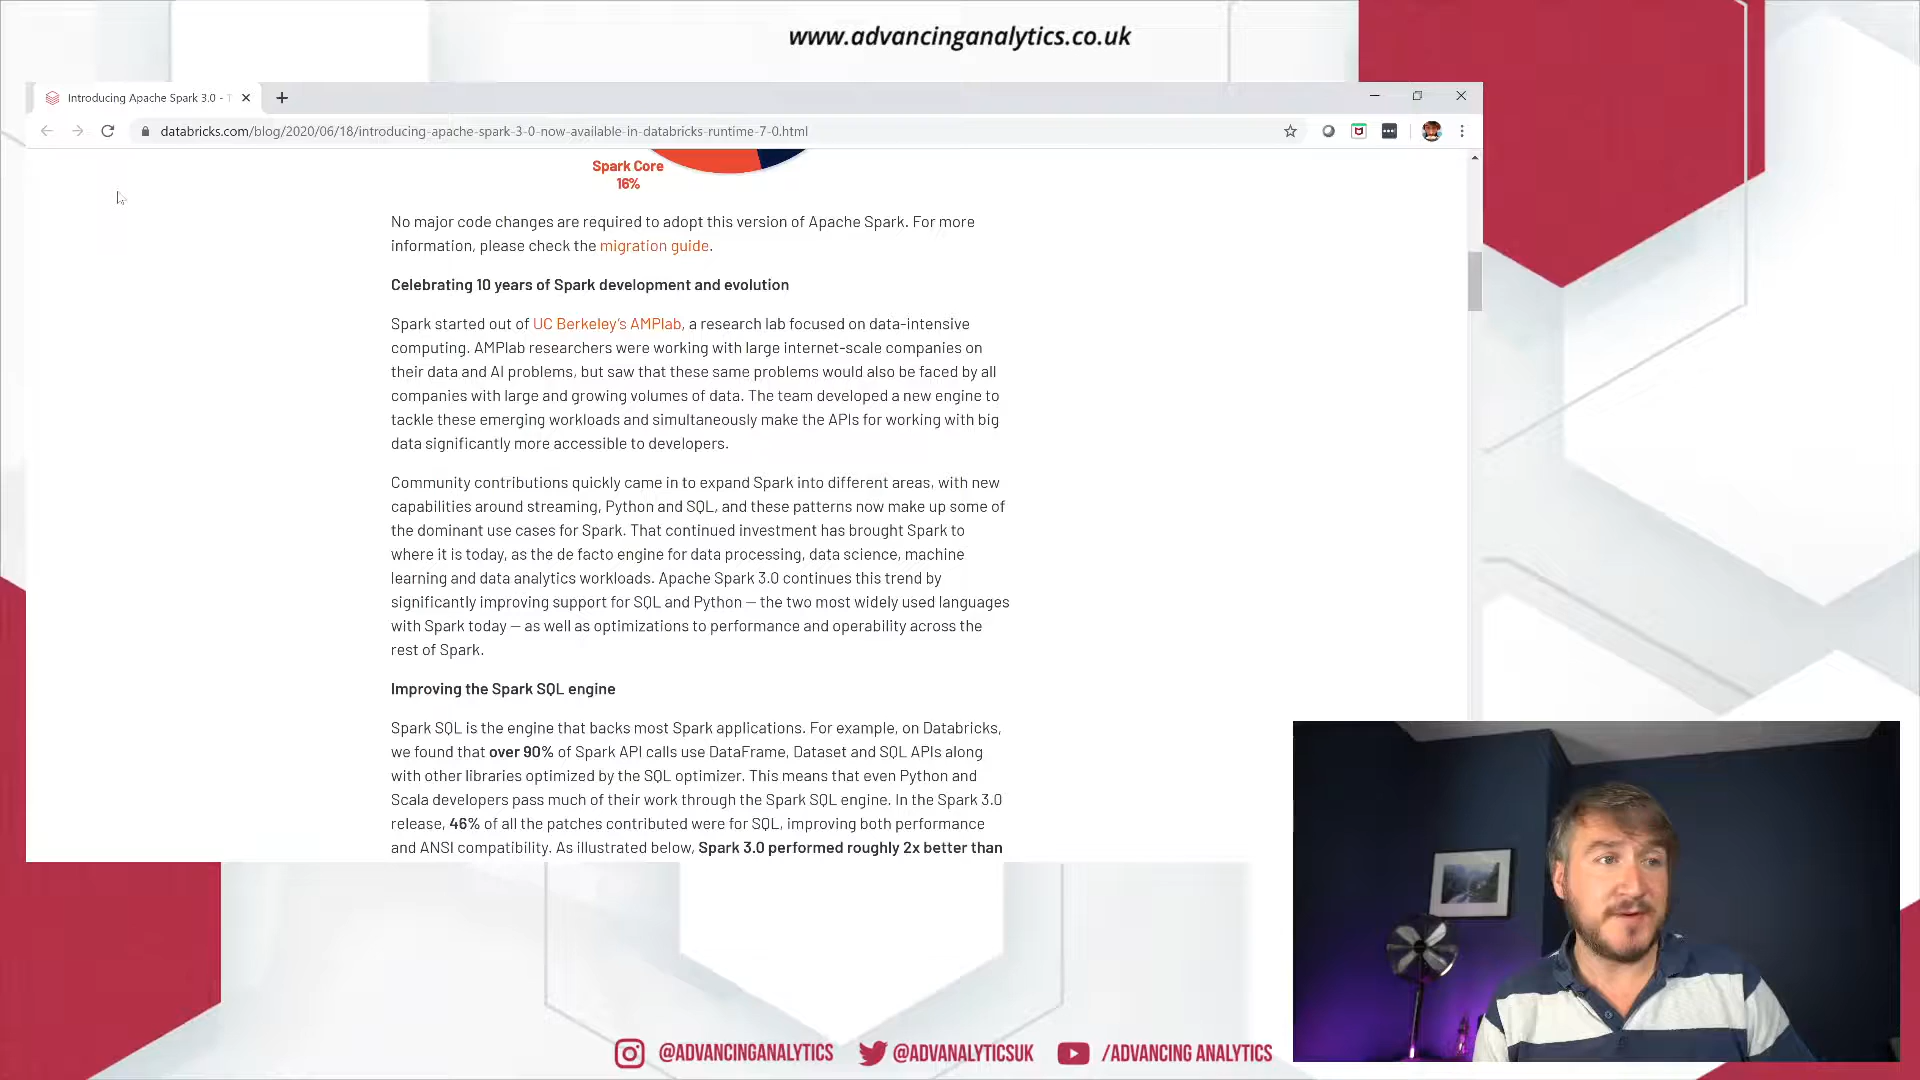 www.advancinganalytics.co.uk
Introducing Apache Spark 3.0 - T
databricks.com/blog/2020/06/18/introducing-apache-spark-3-0-now-available-in-databricks-runtime-7-0.html
Spark Core
16%
No major code changes are required to adopt this version of Apache Spark. For more
information, please check the migration guide.
Celebrating 10 years of Spark development and evolution
Spark started out of UC Berkeley's AMPlab, a research lab focused on data-intensive
computing. AMPlab researchers were working with large internet-scale companies on
their data and AI problems, but saw that these same problems would also be faced by all
companies with large and growing volumes of data. The team developed a new engine to
tackle these emerging workloads and simultaneously make the APIs for working with big
data significantly more accessible to developers.
Community contributions quickly came in to expand Spark into different areas, with new
capabilities around streaming, Python and SQL, and these patterns now make up some of
the dominant use cases for Spark. That continued investment has brought Spark to
where it is today, as the de facto engine for data processing, data science, machine
learning and data analytics workloads. Apache Spark 3.0 continues this trend by
significantly improving support for SQL and Python — the two most widely used languages
with Spark today — as well as optimizations to performance and operability across the
rest of Spark.
Improving the Spark SQL engine
Spark SQL is the engine that backs most Spark applications. For example, on Databricks,
we found that over 90% of Spark API calls use DataFrame, Dataset and SQL APIs along
with other libraries optimized by the SQL optimizer. This means that even Python and
Scala developers pass much of their work through the Spark SQL engine. In the Spark 3.0
release, 46% of all the patches contributed were for SQL, improving both performance
and ANSI compatibility. As illustrated below, Spark 3.0 performed roughly 2x better than
@ADVANCINGANALYTICS @ADVANALYTICSUK /ADVANCING ANALYTICS